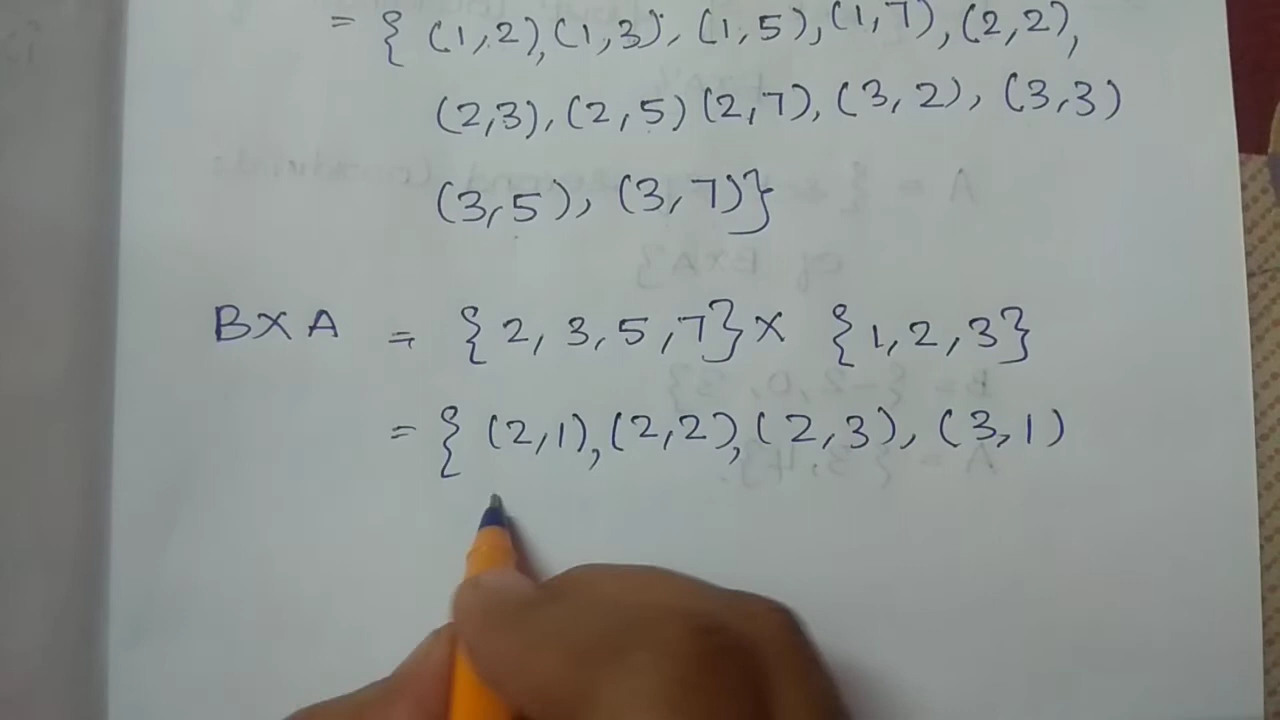 = { (1,2),(1,3), (1,5),(1,7), (2,2),
(2,3), (2,5) (2,7), (3,2), (3,3)
(3,5), (3,7)}
B X A = {2, 3, 5, 7} X {1, 2, 3}
= { (2,1), (2,2), (2,3), (3,1)